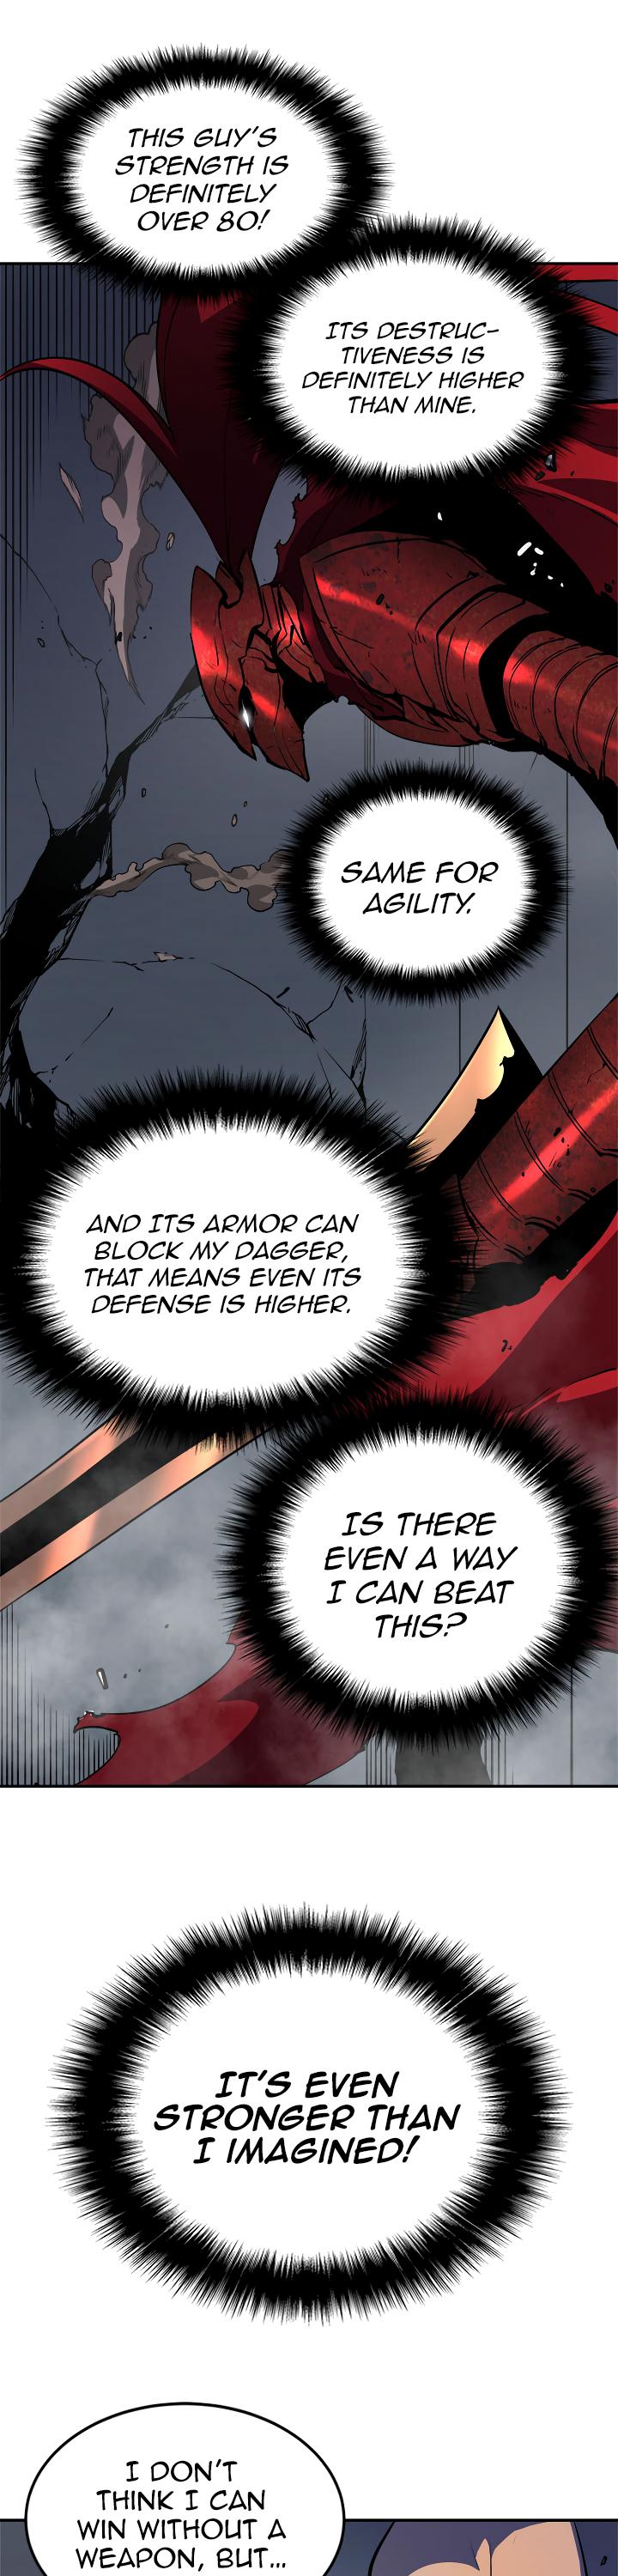 THIS GUY'S
STRENGTH IS
DEFINITELY
OVER 80!
ITS DESTRUC-
TIVENESS IS
DEFINITELY HIGHER
THAN MINE.
SAME FOR
AGILITY.
AND ITS ARMOR CAN
BLOCK MY DAGGER,
THAT MEANS EVEN ITS
DEFENSE IS HIGHER.
IS THERE
EVEN A WAY
I CAN BEAT
THIS?
IT'S EVEN
STRONGER THAN
I IMAGINED!
I DON'T
THINK I CAN
WIN WITHOUT A
WEAPON, BUT...